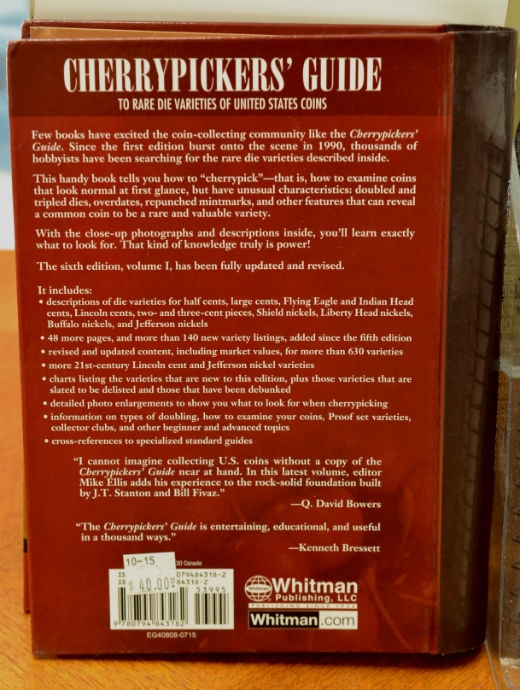 CHERRYPICKERS' GUIDE
TO RARE DIE VARIETIES OF UNITED STATES COINS
Few books have excited the coin-collecting community like the Cherrypickers'
Guide. Since the first edition burst onto the scene in 1990, thousands of
hobbyists have been searching for the rare die varieties described inside.
This handy book tells you how to "cherrypick"—that is, how to examine coins
that look normal at first glance, but have unusual characteristics: doubled and
tripled dies, overdates, repunched mintmarks, and other features that can reveal
a common coin to be a rare and valuable variety.
With the close-up photographs and descriptions inside, you'll learn exactly
what to look for. That kind of knowledge truly is power!
The sixth edition, volume I, has been fully updated and revised.
It includes:
• descriptions of die varieties for half cents, large cents, Flying Eagle and Indian Head
cents, Lincoln cents, two- and three-cent pieces, Shield nickels, Liberty Head nickels,
Buffalo nickels, and Jefferson nickels
• 48 more pages, and more than 140 new variety listings, added since the fifth edition
• revised and updated content, including market values, for more than 630 varieties
• more 21st-century Lincoln cent and Jefferson nickel varieties
• charts listing the varieties that are new to this edition, plus those varieties that are
slated to be delisted and those that have been debunked
• detailed photo enlargements to show you what to look for when cherrypicking
• information on types of doubling, how to examine your coins, Proof set varieties,
collector clubs, and other beginner and advanced topics
• cross-references to specialized standard guides
"I cannot imagine collecting U.S. coins without a copy of the
Cherrypickers' Guide near at hand. In this latest volume, editor
Mike Ellis adds his experience to the rock-solid foundation built
by J.T. Stanton and Bill Fivaz."
—Q. David Bowers
"The Cherrypickers' Guide is entertaining, educational, and useful
in a thousand ways."
—Kenneth Bressett
10-15
$40.00
Canada
079484318-2
84318-2
53995
9 780794 843182
EG40808-0715
Whitman
Publishing, LLC
PUBLISHING SINCE 1934
Whitman.com